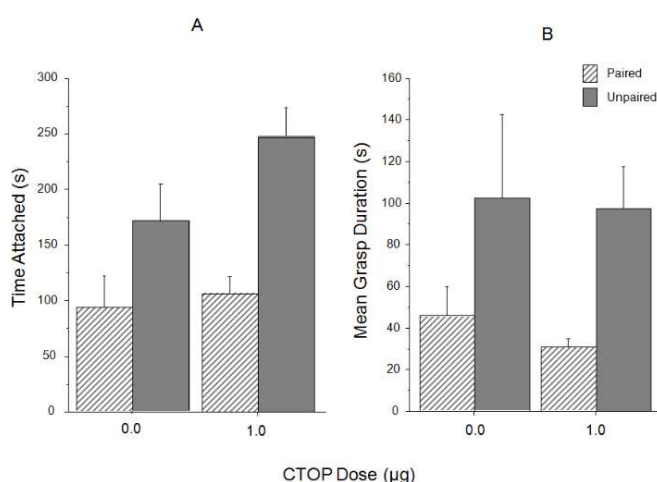 A
Time Attached (s)
300
250
200
150
100
50
0
0.0
1.0
B
Paired
Unpaired
Mean Grasp Duration (s)
160
140
120
100
80
60
40
20
0
0.0
1.0
CTOP Dose (µg)